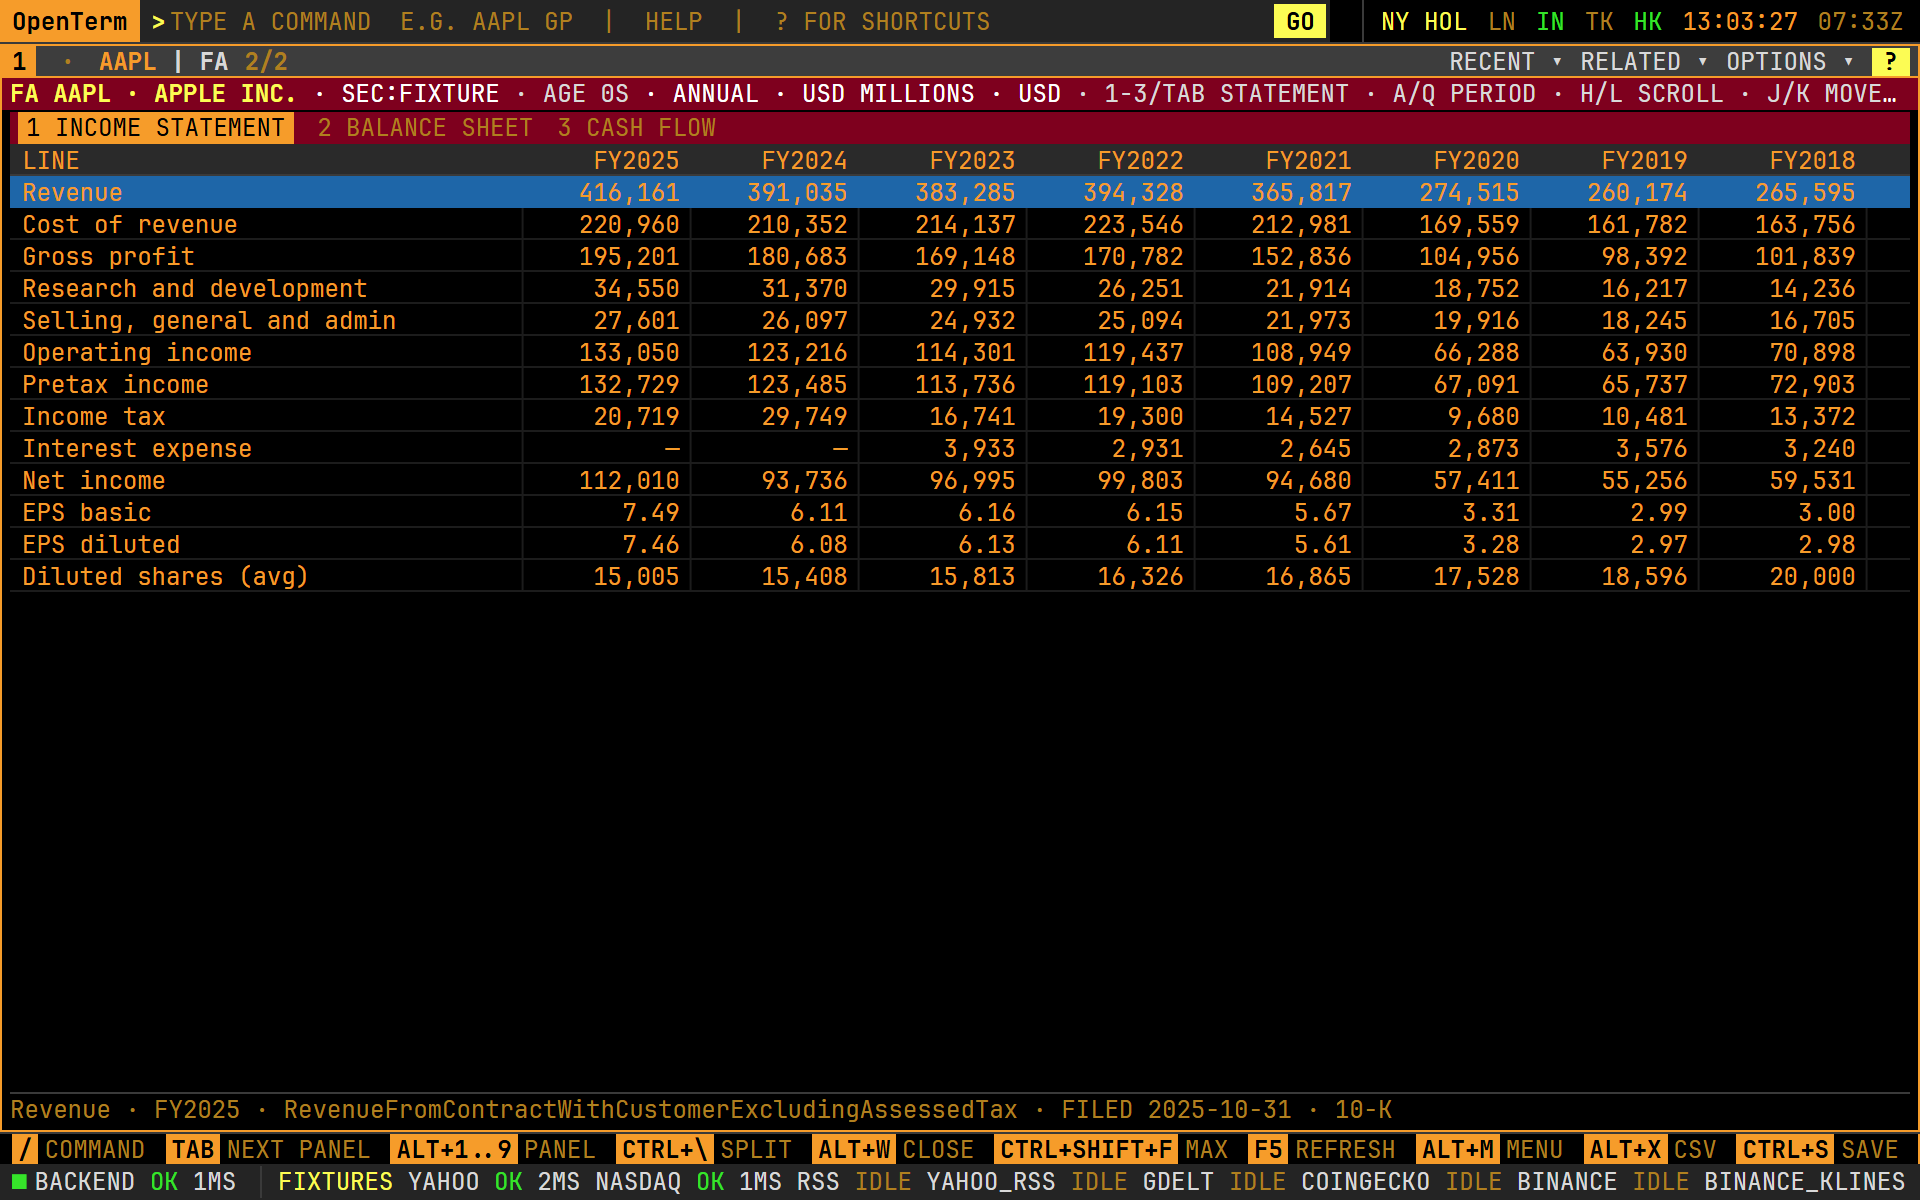 OpenTerm >TYPE A COMMAND E.G. AAPL GP | HELP | ? FOR SHORTCUTS GO NY HOL LN IN TK HK 13:03:27 07:33Z
1 · AAPL | FA 2/2 RECENT ▾ RELATED ▾ OPTIONS ▾ ?
FA AAPL · APPLE INC. · SEC:FIXTURE · AGE 0S · ANNUAL · USD MILLIONS · USD · 1-3/TAB STATEMENT · A/Q PERIOD · H/L SCROLL · J/K MOVE…
1 INCOME STATEMENT 2 BALANCE SHEET 3 CASH FLOW
LINE FY2025 FY2024 FY2023 FY2022 FY2021 FY2020 FY2019 FY2018
Revenue 416,161 391,035 383,285 394,328 365,817 274,515 260,174 265,595
Cost of revenue 220,960 210,352 214,137 223,546 212,981 169,559 161,782 163,756
Gross profit 195,201 180,683 169,148 170,782 152,836 104,956 98,392 101,839
Research and development 34,550 31,370 29,915 26,251 21,914 18,752 16,217 14,236
Selling, general and admin 27,601 26,097 24,932 25,094 21,973 19,916 18,245 16,705
Operating income 133,050 123,216 114,301 119,437 108,949 66,288 63,930 70,898
Pretax income 132,729 123,485 113,736 119,103 109,207 67,091 65,737 72,903
Income tax 20,719 29,749 16,741 19,300 14,527 9,680 10,481 13,372
Interest expense — — 3,933 2,931 2,645 2,873 3,576 3,240
Net income 112,010 93,736 96,995 99,803 94,680 57,411 55,256 59,531
EPS basic 7.49 6.11 6.16 6.15 5.67 3.31 2.99 3.00
EPS diluted 7.46 6.08 6.13 6.11 5.61 3.28 2.97 2.98
Diluted shares (avg) 15,005 15,408 15,813 16,326 16,865 17,528 18,596 20,000
Revenue · FY2025 · RevenueFromContractWithCustomerExcludingAssessedTax · FILED 2025-10-31 · 10-K
/ COMMAND TAB NEXT PANEL ALT+1..9 PANEL CTRL+\ SPLIT ALT+W CLOSE CTRL+SHIFT+F MAX F5 REFRESH ALT+M MENU ALT+X CSV CTRL+S SAVE
BACKEND OK 1MS FIXTURES YAHOO OK 2MS NASDAQ OK 1MS RSS IDLE YAHOO_RSS IDLE GDELT IDLE COINGECKO IDLE BINANCE IDLE BINANCE_KLINES